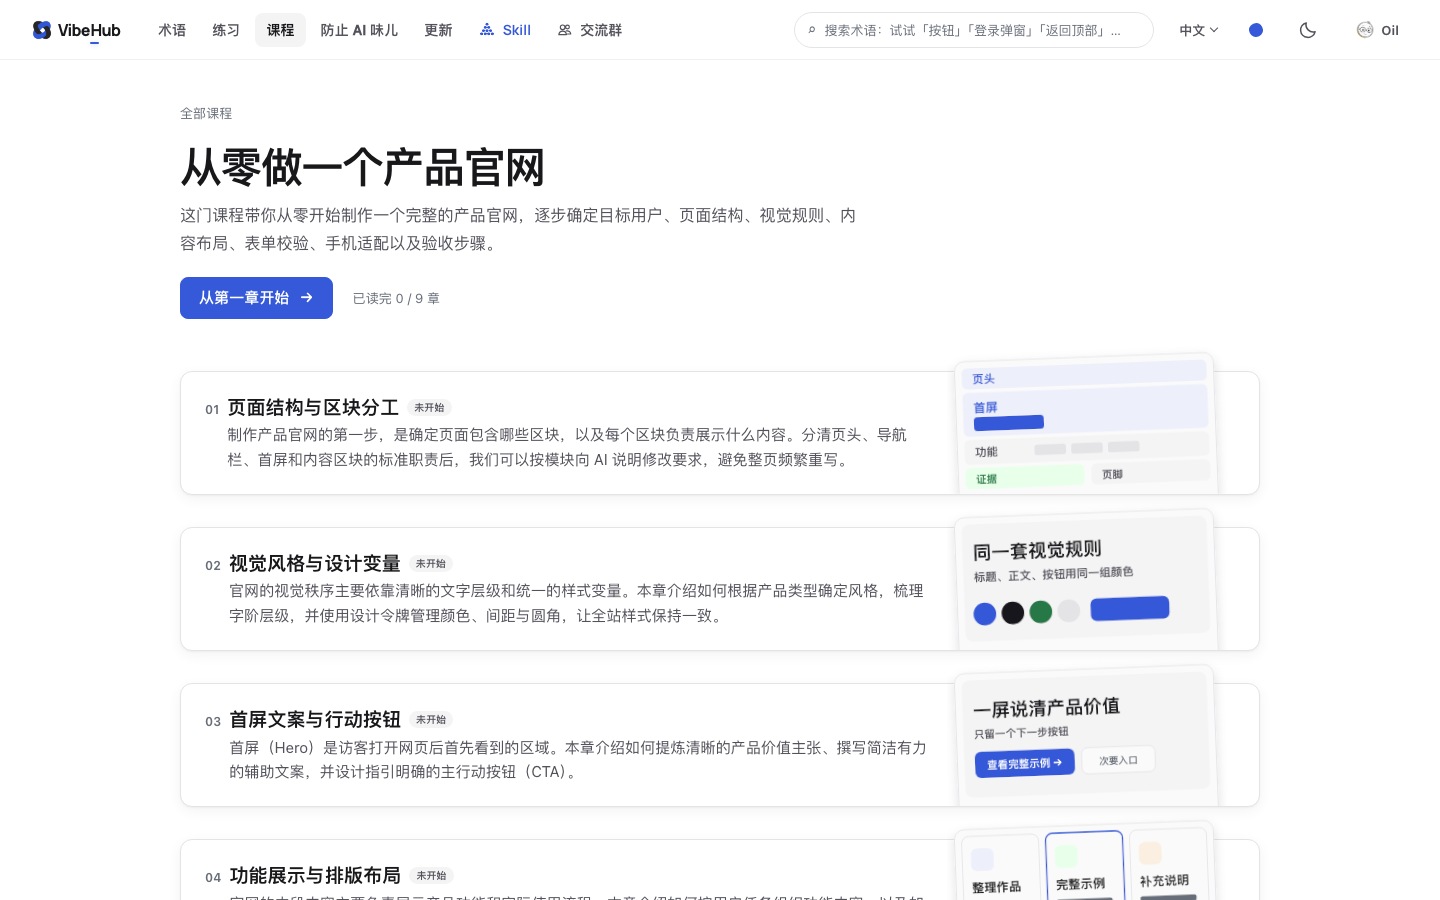 VibeHub
术语
练习
课程
防止 AI 味儿
更新
Skill
交流群
搜索术语：试试「按钮」「登录弹窗」「返回顶部」...
中文
Oil
全部课程
从零做一个产品官网
这门课程带你从零开始制作一个完整的产品官网，逐步确定目标用户、页面结构、视觉规则、内
容布局、表单校验、手机适配以及验收步骤。
从第一章开始 →
已读完 0 / 9 章
01 页面结构与区块分工 未开始
制作产品官网的第一步，是确定页面包含哪些区块，以及每个区块负责展示什么内容。分清页头、导航
栏、首屏和内容区块的标准职责后，我们可以按模块向 AI 说明修改要求，避免整页频繁重写。
页头
首屏
功能
证据
页脚
02 视觉风格与设计变量 未开始
官网的视觉秩序主要依靠清晰的文字层级和统一的样式变量。本章介绍如何根据产品类型确定风格，梳理
字阶层级，并使用设计令牌管理颜色、间距与圆角，让全站样式保持一致。
同一套视觉规则
标题、正文、按钮用同一组颜色
03 首屏文案与行动按钮 未开始
首屏（Hero）是访客打开网页后首先看到的区域。本章介绍如何提炼清晰的产品价值主张、撰写简洁有力
的辅助文案，并设计指引明确的主行动按钮（CTA）。
一屏说清产品价值
只留一个下一步按钮
查看完整示例 →
次要入口
04 功能展示与排版布局 未开始
整理作品
完整示例
补充说明